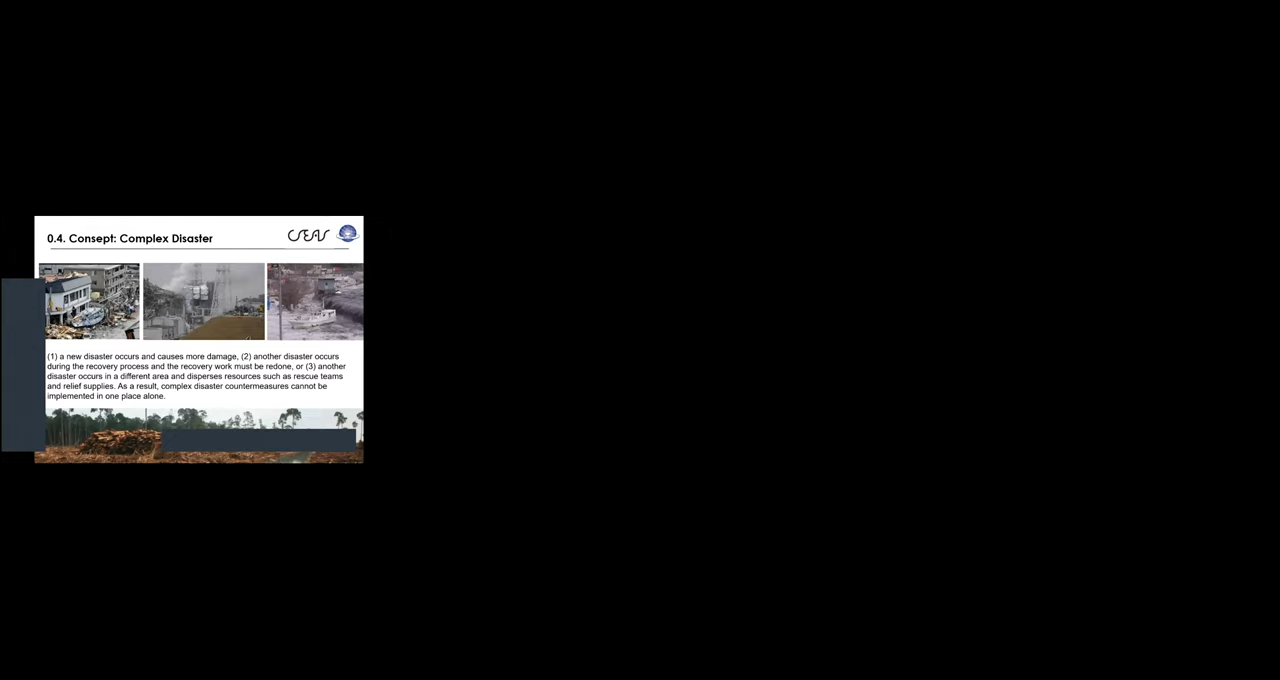 0.4. Consept: Complex Disaster
CSEAS
(1) a new disaster occurs and causes more damage, (2) another disaster occurs
during the recovery process and the recovery work must be redone, or (3) another
disaster occurs in a different area and disperses resources such as rescue teams
and relief supplies. As a result, complex disaster countermeasures cannot be
implemented in one place alone.